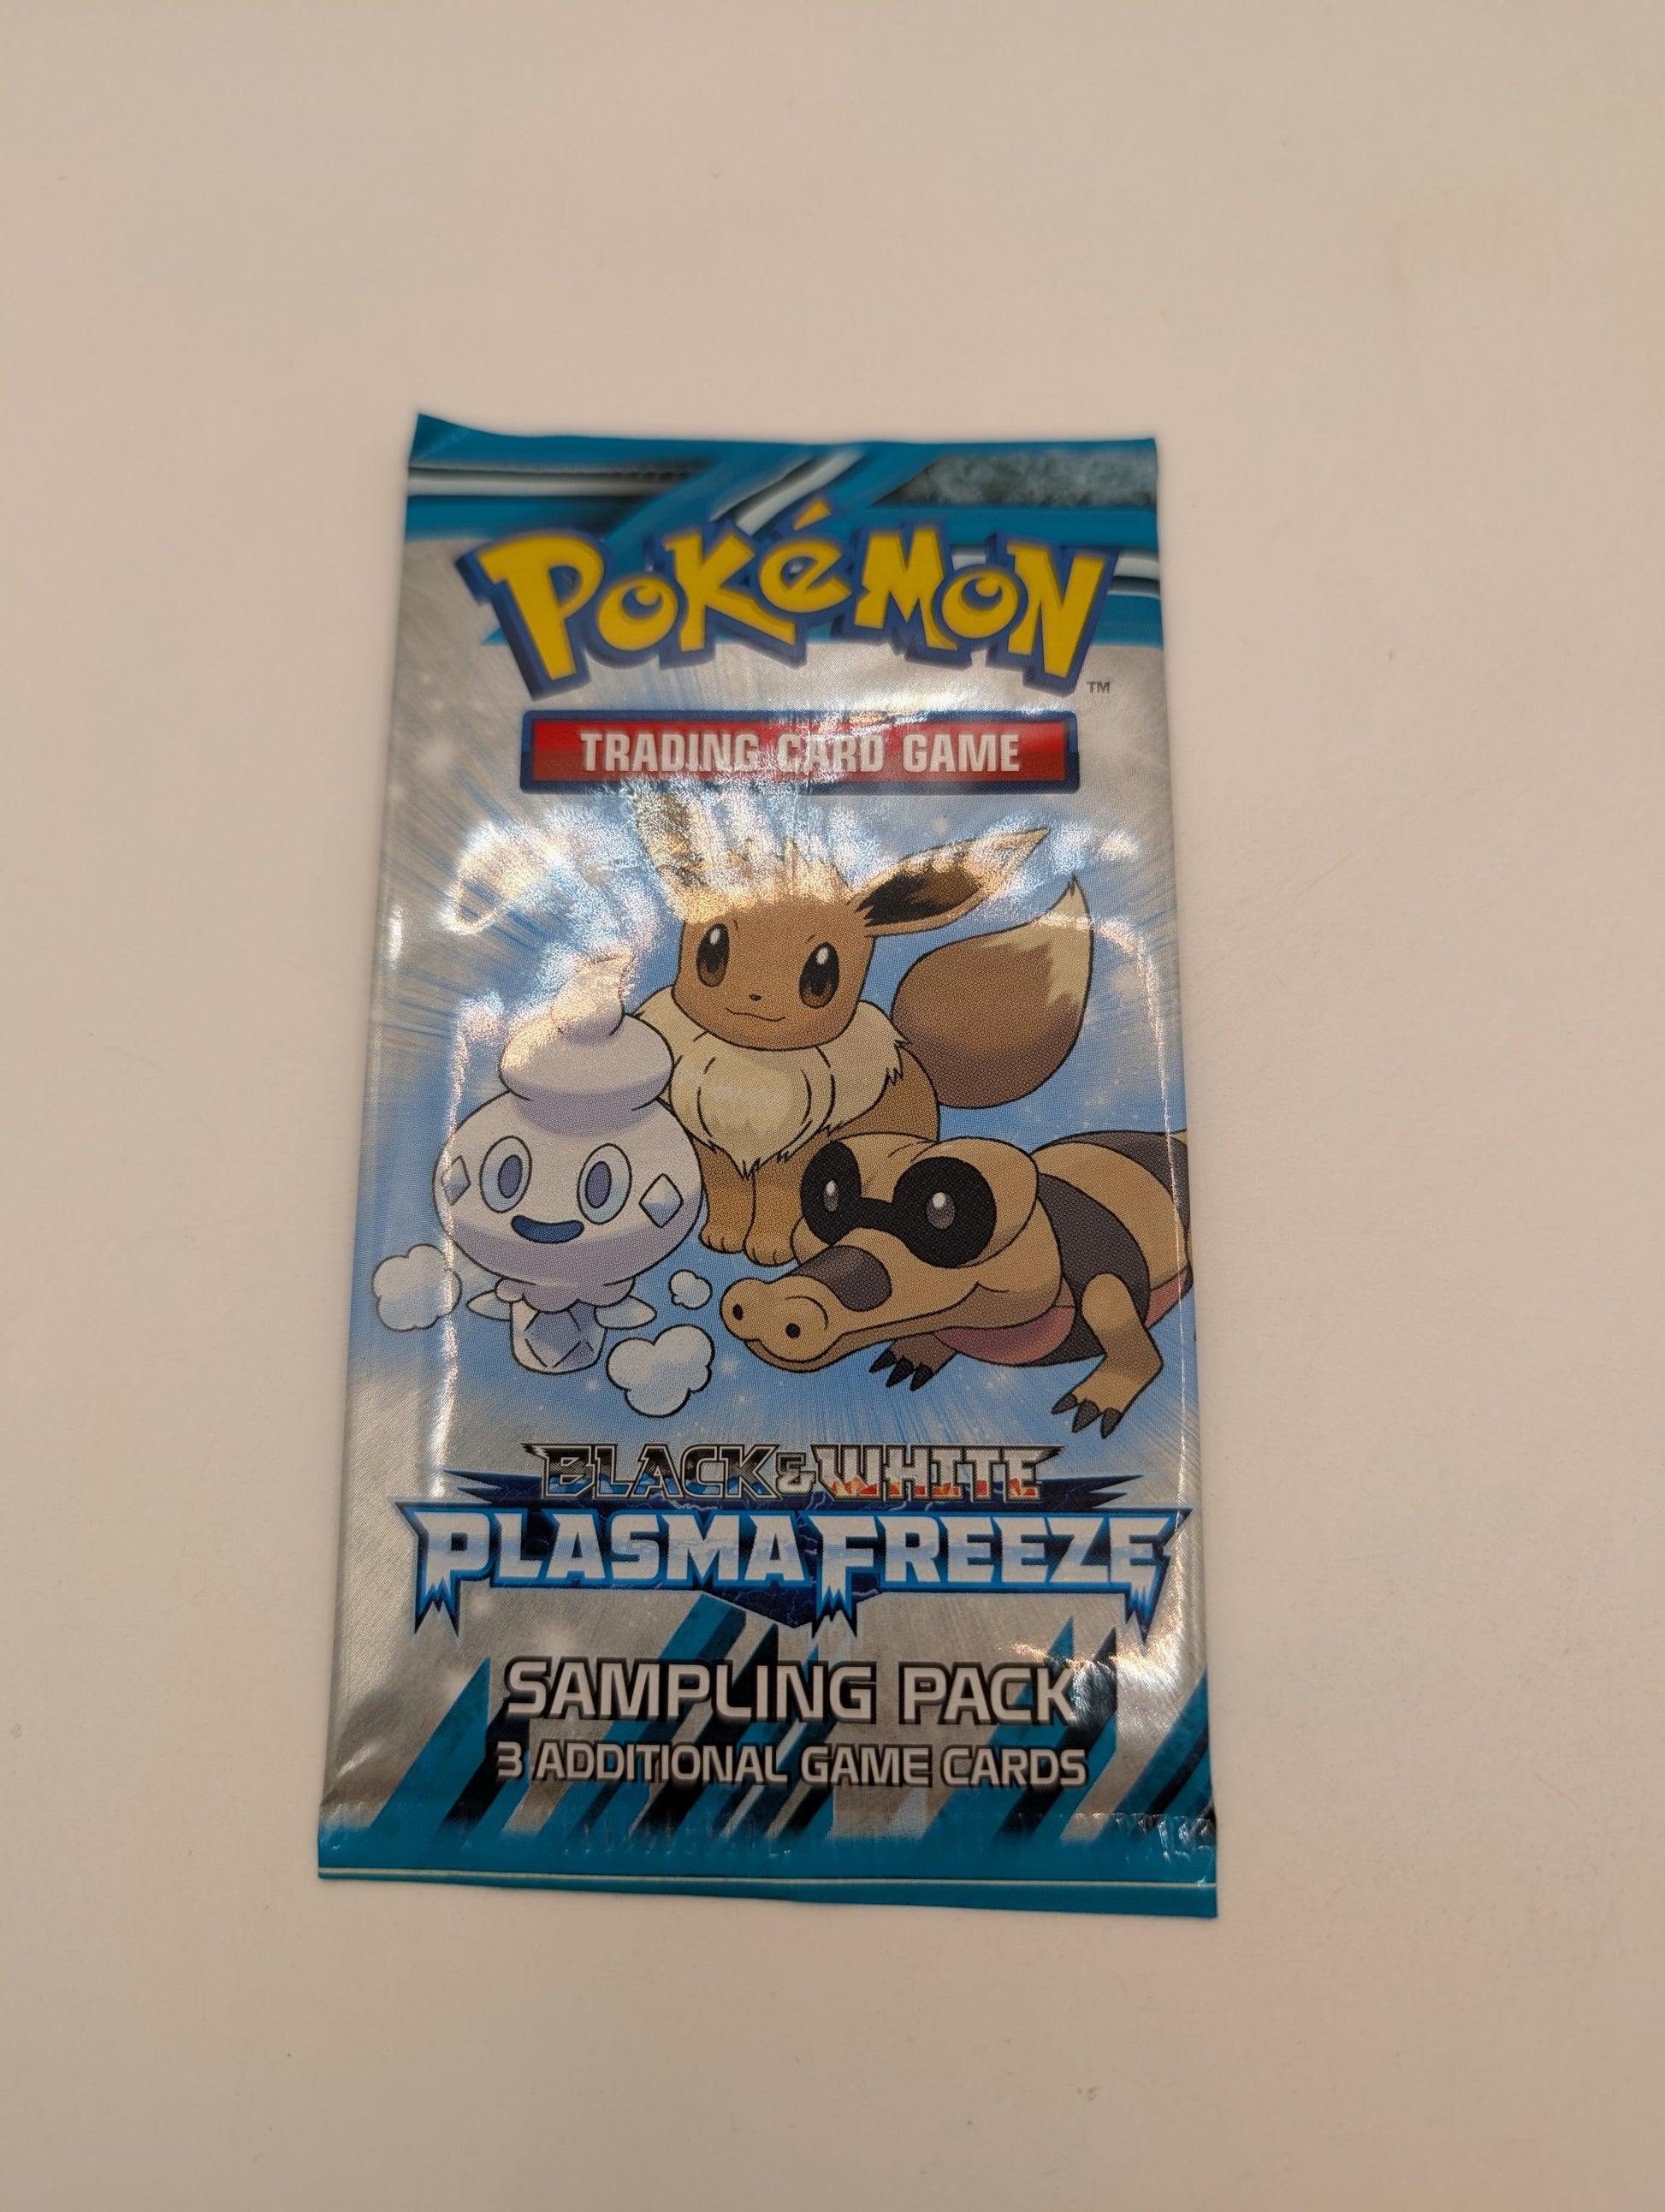 POKéMON
TM
TRADING CARD GAME
BLACK & WHITE
PLASMA FREEZE
SAMPLING PACK
3 ADDITIONAL GAME CARDS